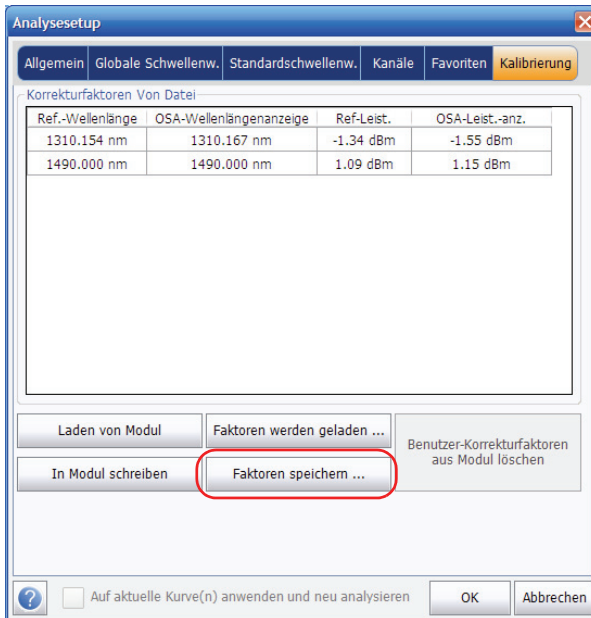 Analysesetup
Allgemein Globale Schwellenw. Standardschwellenw. Kanäle Favoriten Kalibrierung
Korrekturfaktoren Von Datei
Ref.-Wellenlänge OSA-Wellenlängenanzeige Ref-Leist. OSA-Leist.-anz.
1310.154 nm 1310.167 nm -1.34 dBm -1.55 dBm
1490.000 nm 1490.000 nm 1.09 dBm 1.15 dBm
Laden von Modul Faktoren werden geladen ...
Benutzer-Korrekturfaktoren
aus Modul löschen
In Modul schreiben Faktoren speichern ...
? Auf aktuelle Kurve(n) anwenden und neu analysieren OK Abbrechen